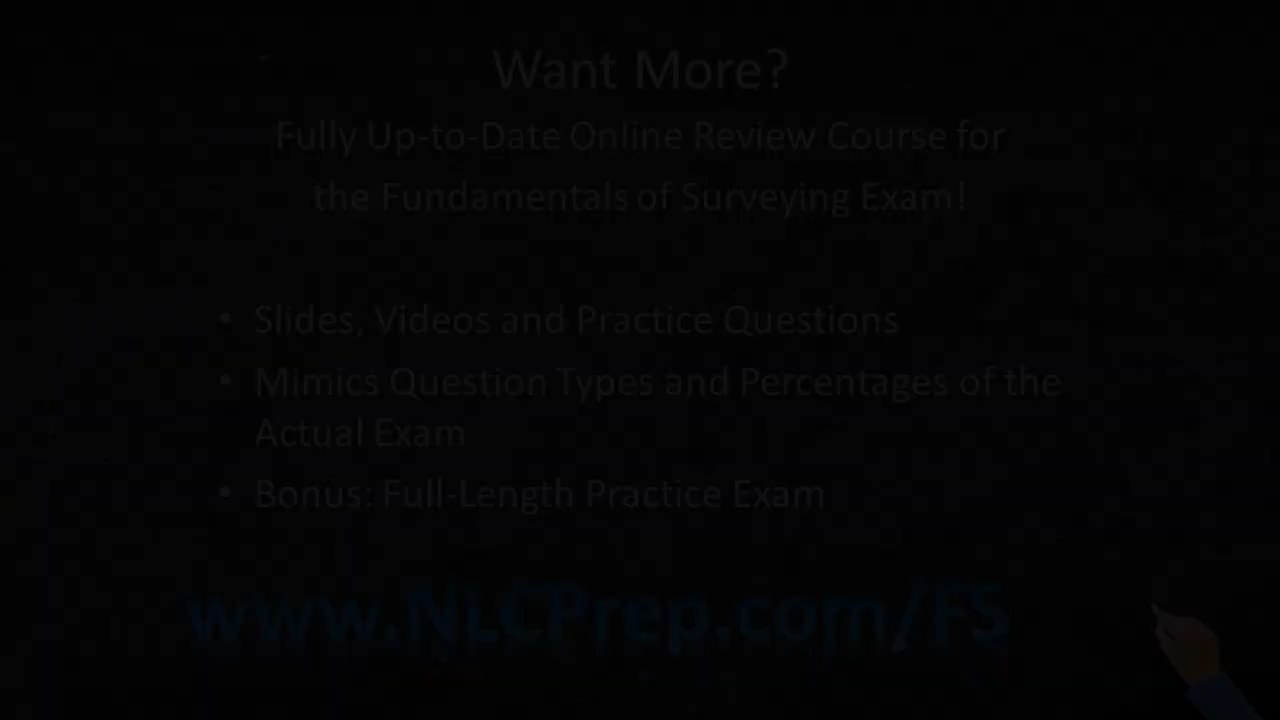 Want More?
Fully Up-to-Date Online Review Course for
the Fundamentals of Surveying Exam!
• Slides, Videos and Practice Questions
• Mimics Question Types and Percentages of the
Actual Exam
• Bonus: Full-Length Practice Exam
www.NLCPrep.com/FS